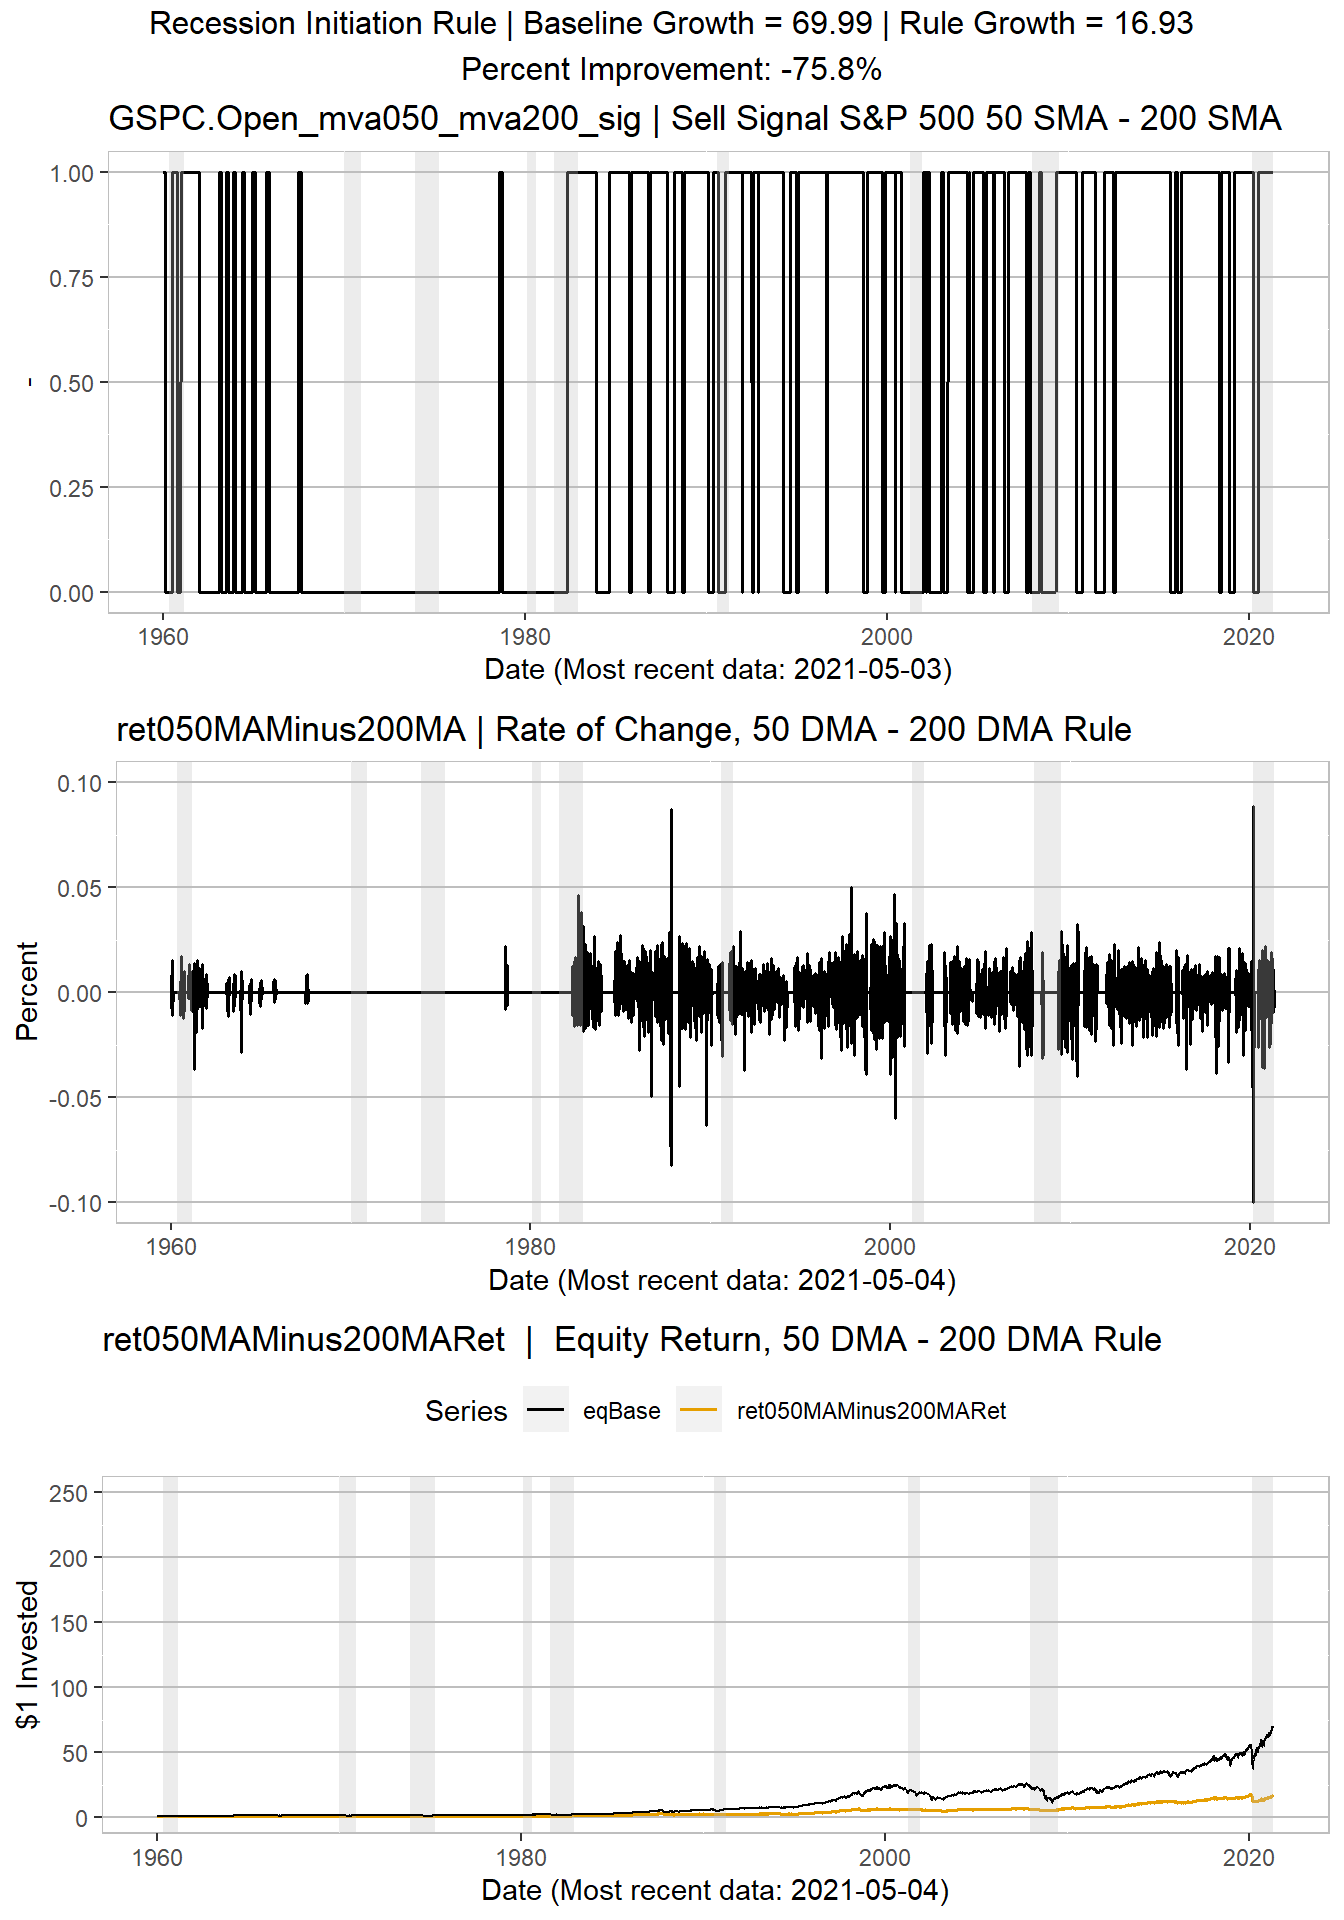 Recession Initiation Rule | Baseline Growth = 69.99 | Rule Growth = 16.93
Percent Improvement: -75.8%
GSPC.Open_mva050_mva200_sig | Sell Signal S&P 500 50 SMA - 200 SMA
1.00
0.75
0.50
0.25
0.00
-
1960 1980 2000 2020
Date (Most recent data: 2021-05-03)
ret050MAMinus200MA | Rate of Change, 50 DMA - 200 DMA Rule
0.10
0.05
0.00
-0.05
-0.10
Percent
1960 1980 2000 2020
Date (Most recent data: 2021-05-04)
ret050MAMinus200MARet | Equity Return, 50 DMA - 200 DMA Rule
Series eqBase ret050MAMinus200MARet
250
200
150
100
50
0
$1 Invested
1960 1980 2000 2020
Date (Most recent data: 2021-05-04)